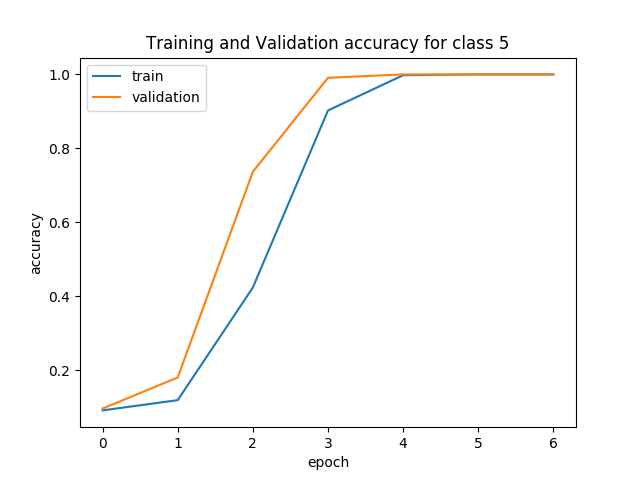 Training and Validation accuracy for class 5
train
validation
1.0
0.8
0.6
0.4
0.2
accuracy
0 1 2 3 4 5 6
epoch